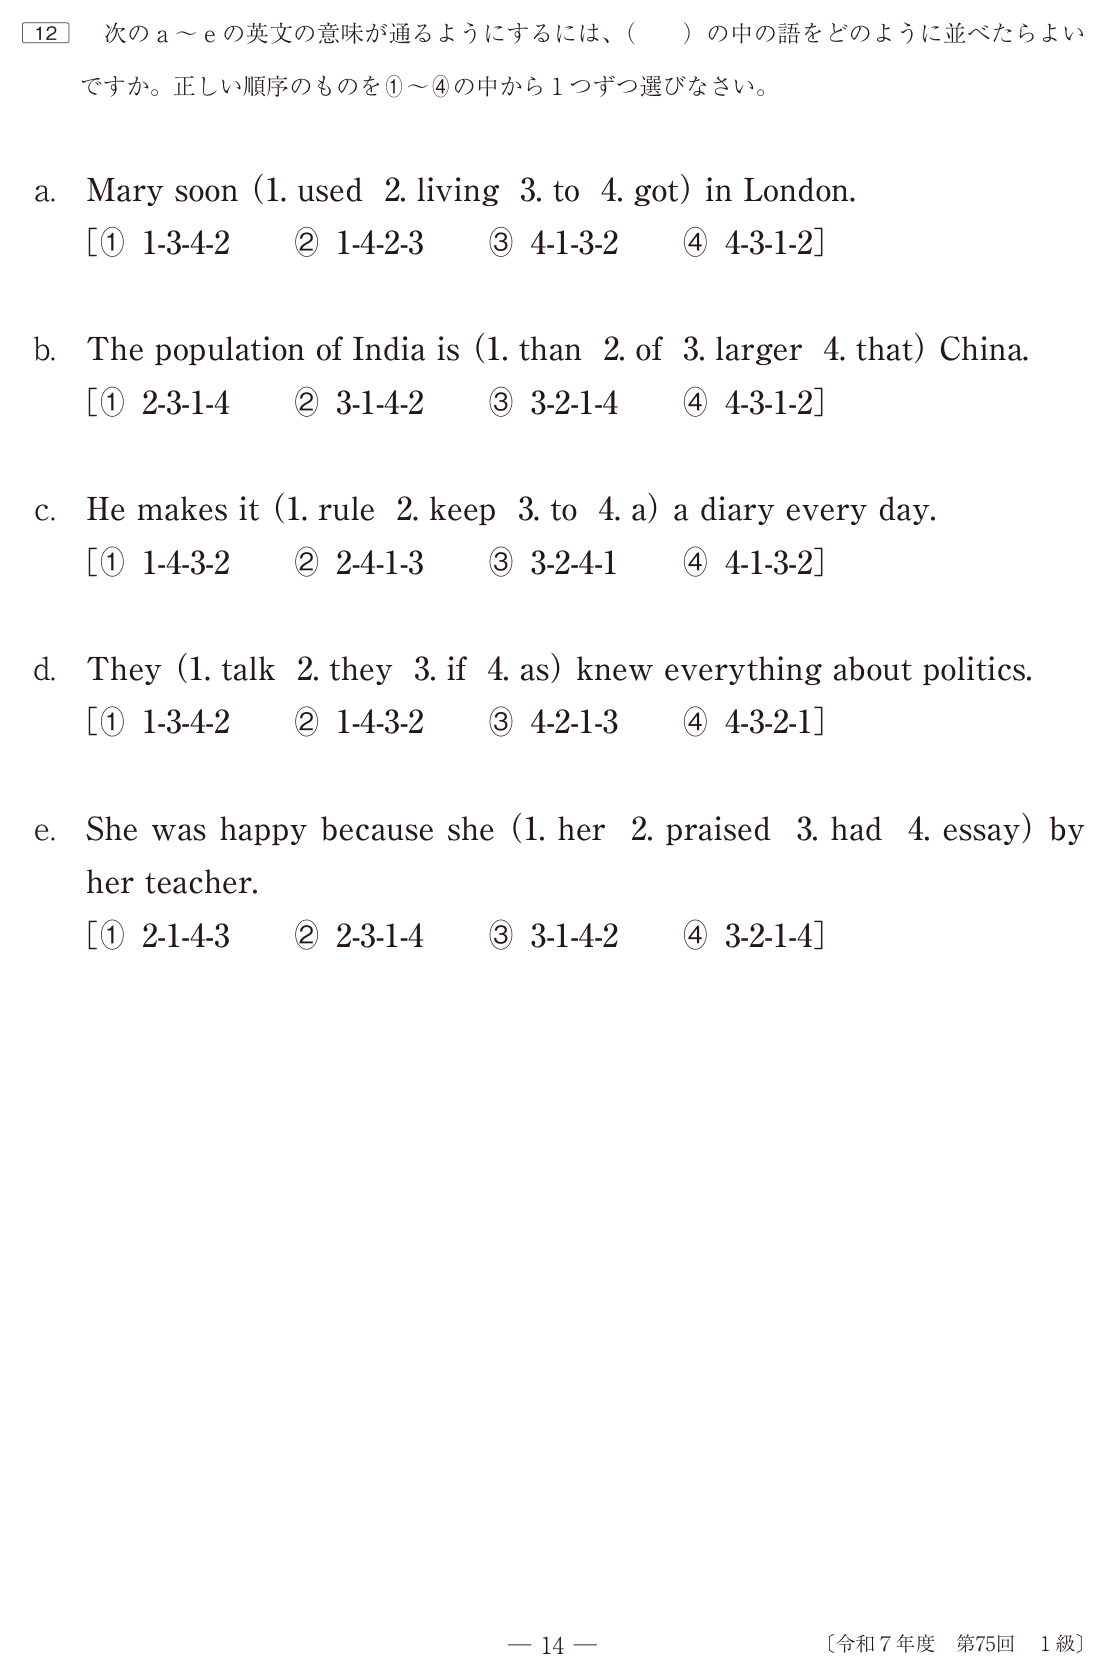 12 次のａ～ｅの英文の意味が通るようにするには、（　　）の中の語をどのように並べたらよい
ですか。正しい順序のものを①～④の中から１つずつ選びなさい。
a. Mary soon (1. used 2. living 3. to 4. got) in London.
[① 1-3-4-2 ② 1-4-2-3 ③ 4-1-3-2 ④ 4-3-1-2]
b. The population of India is (1. than 2. of 3. larger 4. that) China.
[① 2-3-1-4 ② 3-1-4-2 ③ 3-2-1-4 ④ 4-3-1-2]
c. He makes it (1. rule 2. keep 3. to 4. a) a diary every day.
[① 1-4-3-2 ② 2-4-1-3 ③ 3-2-4-1 ④ 4-1-3-2]
d. They (1. talk 2. they 3. if 4. as) knew everything about politics.
[① 1-3-4-2 ② 1-4-3-2 ③ 4-2-1-3 ④ 4-3-2-1]
e. She was happy because she (1. her 2. praised 3. had 4. essay) by
her teacher.
[① 2-1-4-3 ② 2-3-1-4 ③ 3-1-4-2 ④ 3-2-1-4]
― 14 ― 〔令和７年度　第75回　１級〕